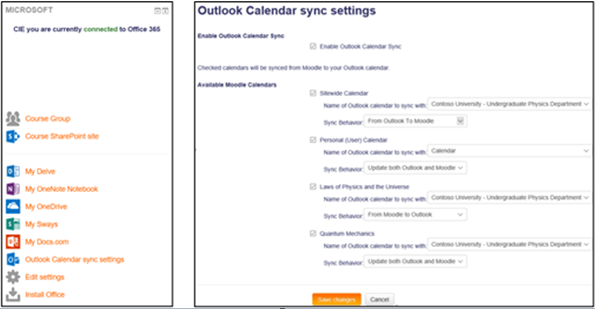 MICROSOFT
CIE you are currently connected to Office 365
Course Group
Course SharePoint site
My Delve
My OneNote Notebook
My OneDrive
My Sways
My Docs.com
Outlook Calendar sync settings
Edit settings
Install Office
Outlook Calendar sync settings
Enable Outlook Calendar Sync
Enable Outlook Calendar Sync
Checked calendars will be synced from Moodle to your Outlook calendar.
Available Moodle Calendars
Sitewide Calendar
Name of Outlook calendar to sync with: Contoso University - Undergraduate Physics Department
Sync Behavior: From Outlook To Moodle
Personal (User) Calendar
Name of Outlook calendar to sync with: Calendar
Sync Behavior: Update both Outlook and Moodle
Laws of Physics and the Universe
Name of Outlook calendar to sync with: Contoso University - Undergraduate Physics Department
Sync Behavior: From Moodle to Outlook
Quantum Mechanics
Name of Outlook calendar to sync with: Contoso University - Undergraduate Physics Department
Sync Behavior: Update both Outlook and Moodle
Save changes Cancel